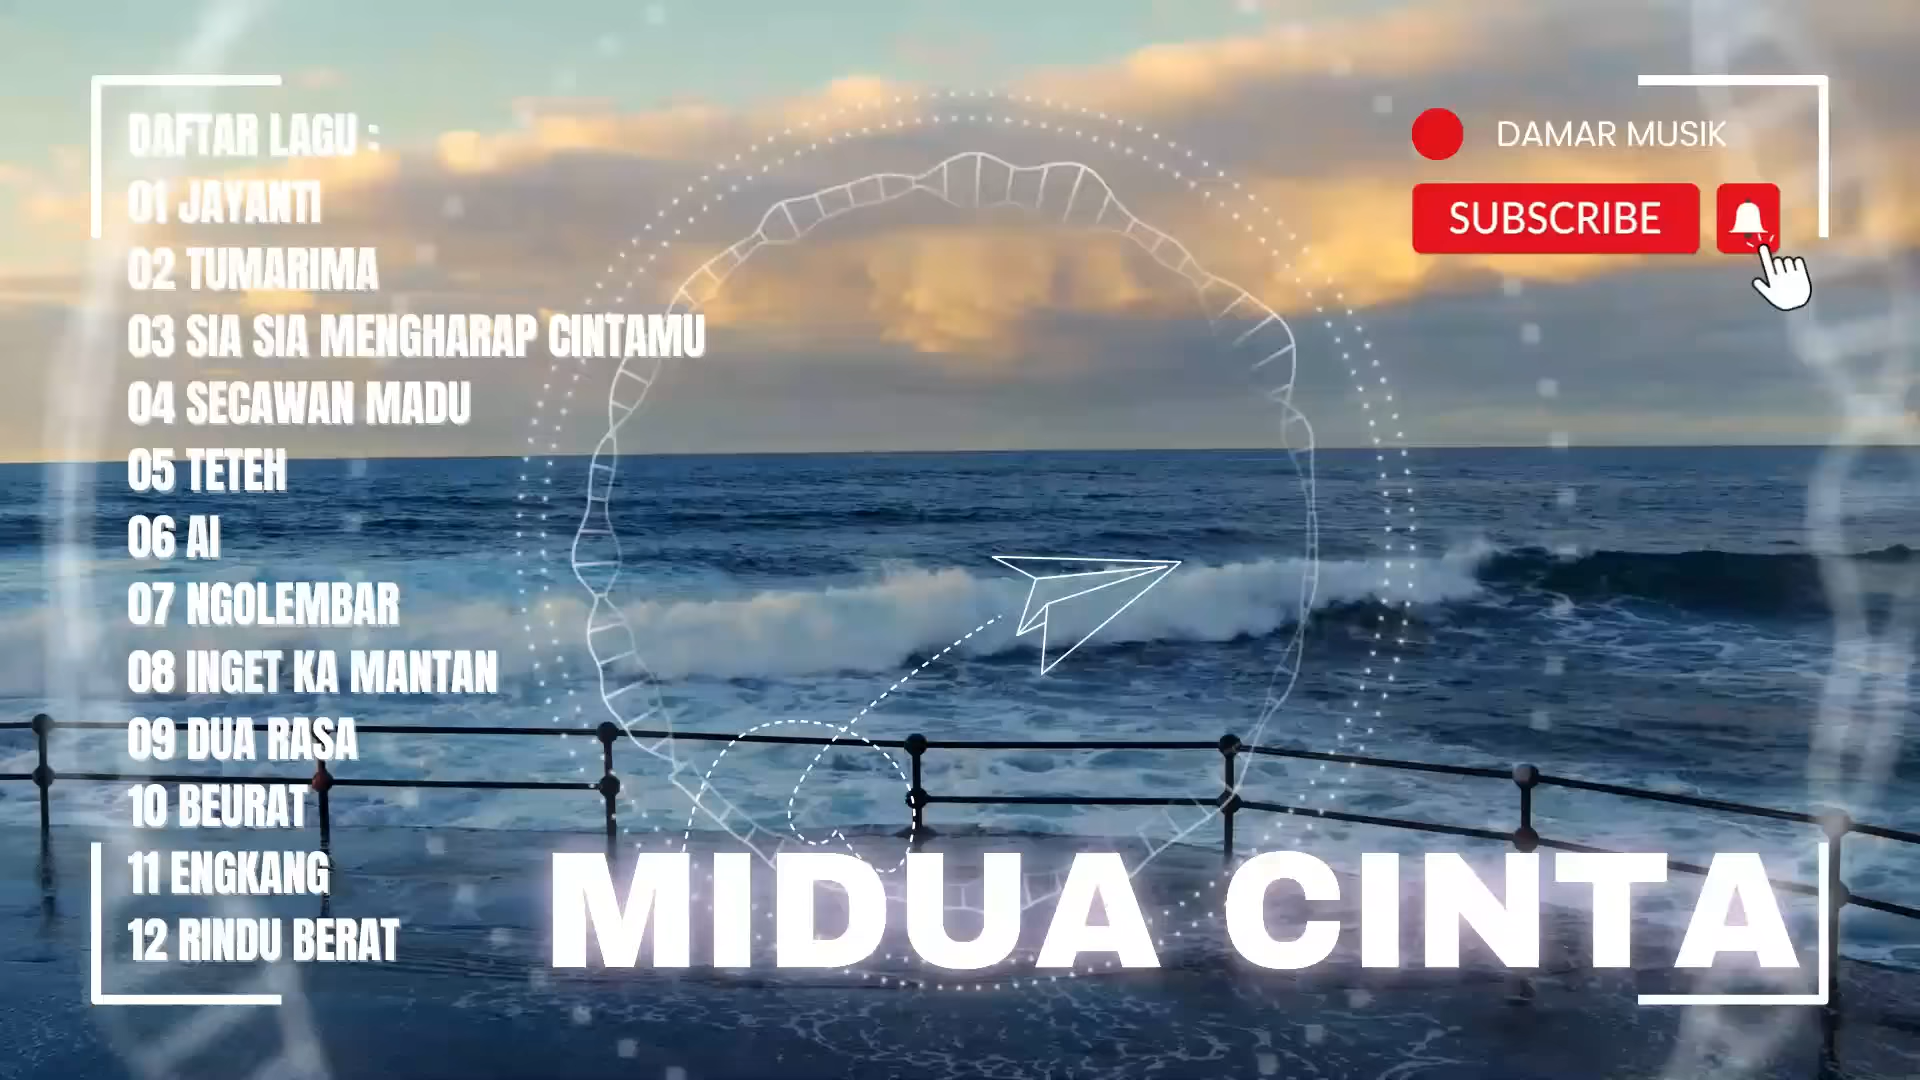 DAFTAR LAGU :
01 JAYANTI
02 TUMARIMA
03 SIA SIA MENGHARAP CINTAMU
04 SECAWAN MADU
05 TETEH
06 AI
07 NGOLEMBAR
08 INGET KA MANTAN
09 DUA RASA
10 BEURAT
11 ENGKANG
12 RINDU BERAT
DAMAR MUSIK
SUBSCRIBE
MIDUA CINTA